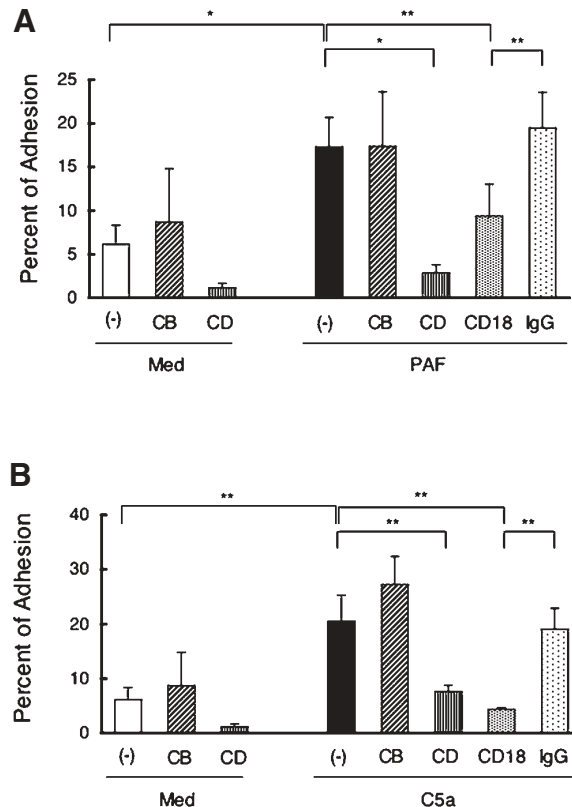 A
* **
* **
Percent of Adhesion
25
20
15
10
5
0
(-) CB CD (-) CB CD CD18 IgG
Med PAF
B
** **
** **
Percent of Adhesion
40
30
20
10
0
(-) CB CD (-) CB CD CD18 IgG
Med C5a